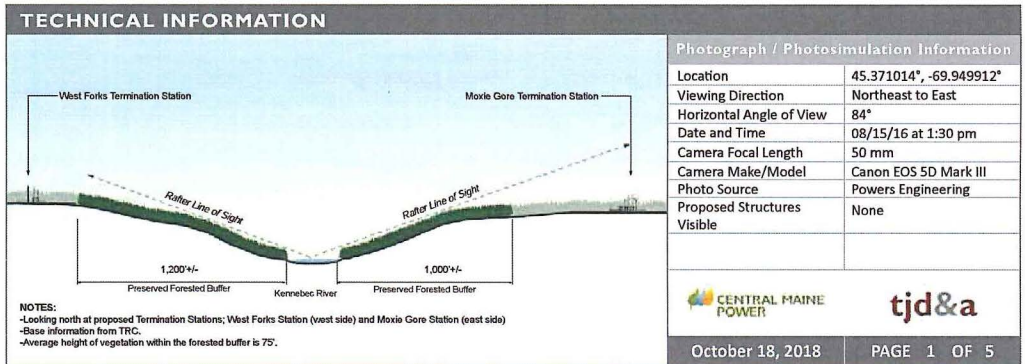 TECHNICAL INFORMATION
West Forks Termination Station
Moxie Gore Termination Station
Rafter Line of Sight
Rafter Line of Sight
1,200'+/-
Preserved Forested Buffer
Kennebec River
1,000'+/-
Preserved Forested Buffer
NOTES:
-Looking north at proposed Termination Stations; West Forks Station (west side) and Moxie Gore Station (east side)
-Base information from TRC.
-Average height of vegetation within the forested buffer is 75'.
Photograph / Photosimulation Information
Location 45.371014°, -69.949912°
Viewing Direction Northeast to East
Horizontal Angle of View 84°
Date and Time 08/15/16 at 1:30 pm
Camera Focal Length 50 mm
Camera Make/Model Canon EOS 5D Mark III
Photo Source Powers Engineering
Proposed Structures None
Visible
CENTRAL MAINE
POWER
tjd&a
October 18, 2018 PAGE 1 OF 5